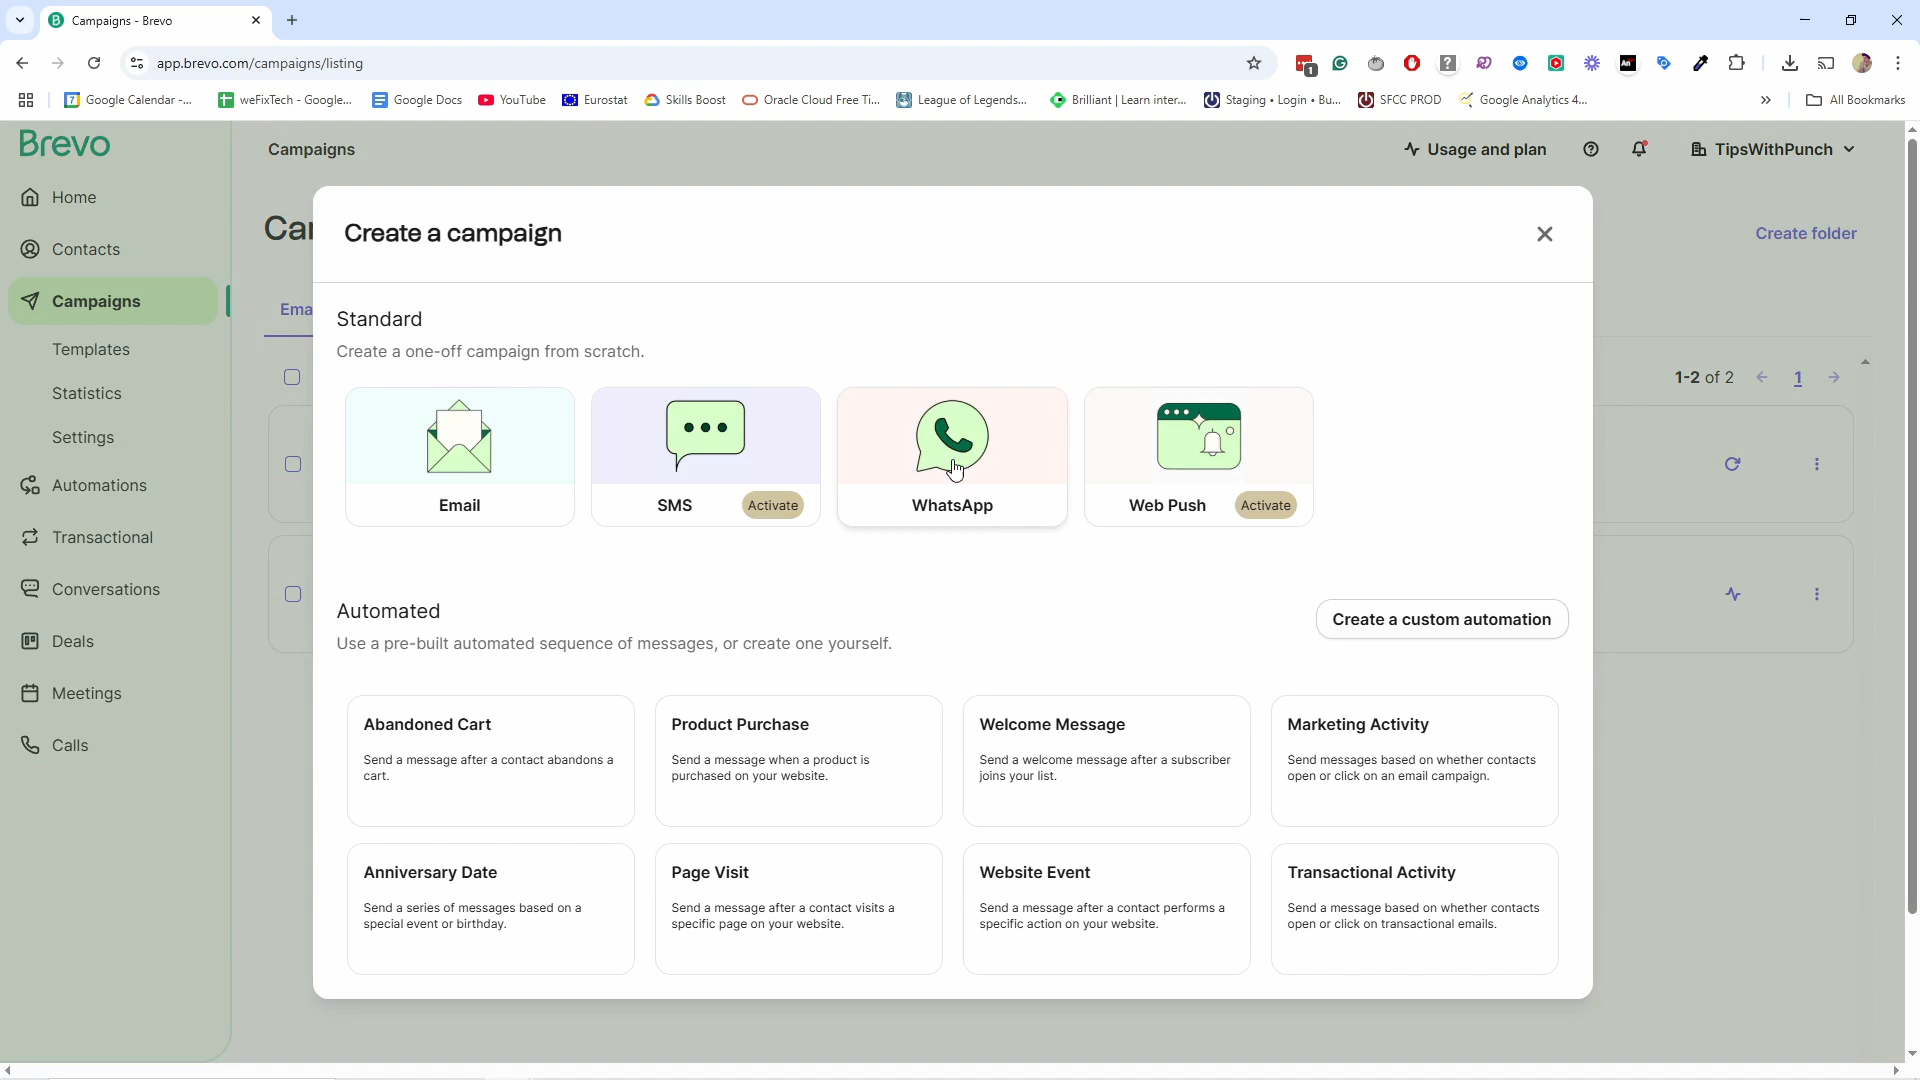 Campaigns - Brevo
app.brevo.com/campaigns/listing
1
Google Calendar -...
weFixTech - Google...
Google Docs
YouTube
Eurostat
Skills Boost
Oracle Cloud Free Ti...
League of Legends...
Brilliant | Learn inter...
Staging • Login • Bu...
SFCC PROD
Google Analytics 4...
»
All Bookmarks
Brevo
Campaigns
Usage and plan
TipsWithPunch
Home
Contacts
Campaigns
Templates
Statistics
Settings
Automations
Transactional
Conversations
Deals
Meetings
Calls
Create folder
1-2 of 2
1
Create a campaign
Standard
Create a one-off campaign from scratch.
Email
SMS
Activate
WhatsApp
Web Push
Activate
Automated
Use a pre-built automated sequence of messages, or create one yourself.
Create a custom automation
Abandoned Cart
Send a message after a contact abandons a
cart.
Product Purchase
Send a message when a product is
purchased on your website.
Welcome Message
Send a welcome message after a subscriber
joins your list.
Marketing Activity
Send messages based on whether contacts
open or click on an email campaign.
Anniversary Date
Send a series of messages based on a
special event or birthday.
Page Visit
Send a message after a contact visits a
specific page on your website.
Website Event
Send a message after a contact performs a
specific action on your website.
Transactional Activity
Send a message based on whether contacts
open or click on transactional emails.